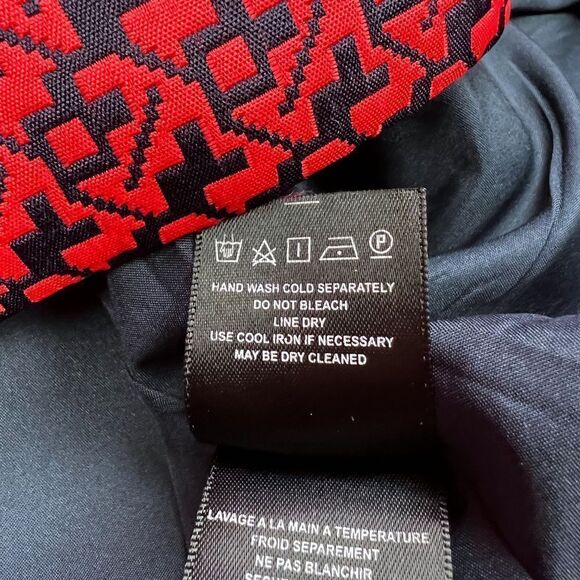 P
HAND WASH COLD SEPARATELY
DO NOT BLEACH
LINE DRY
USE COOL IRON IF NECESSARY
MAY BE DRY CLEANED
LAVAGE A LA MAIN A TEMPERATURE
FROID SEPAREMENT
NE PAS BLANCHIR